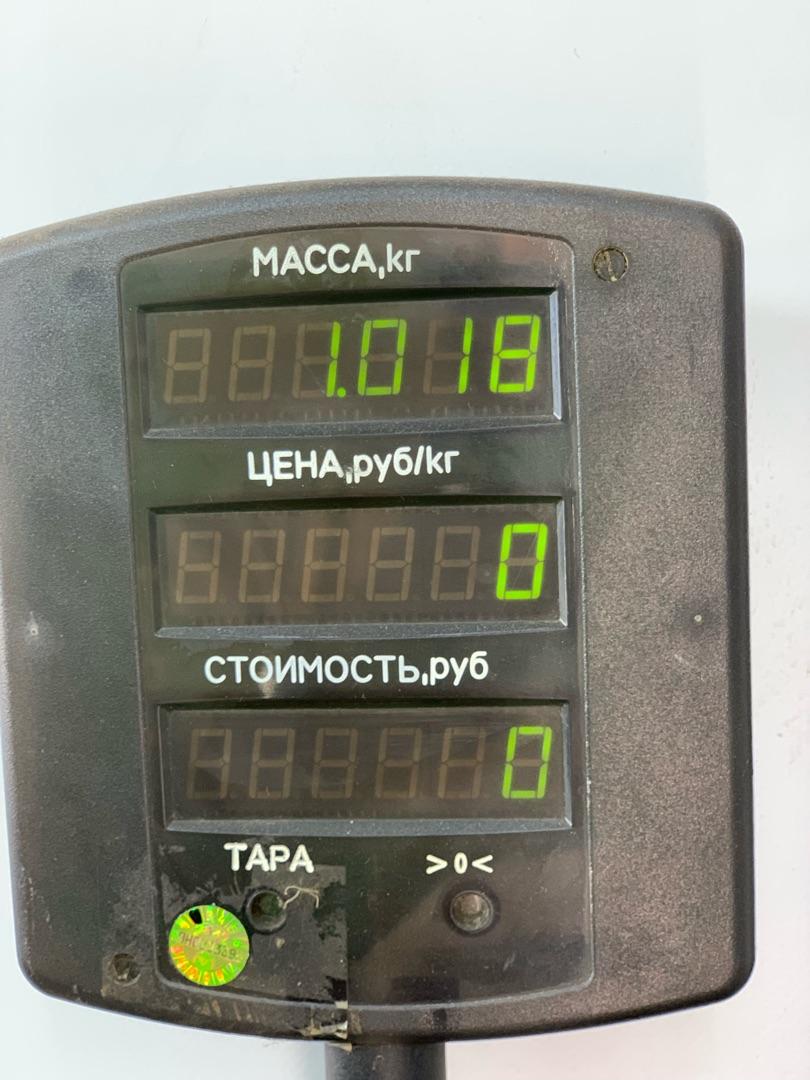 МАССА,кг
1.018
ЦЕНА,руб/кг
0
СТОИМОСТЬ,руб
0
ТАРА >0<